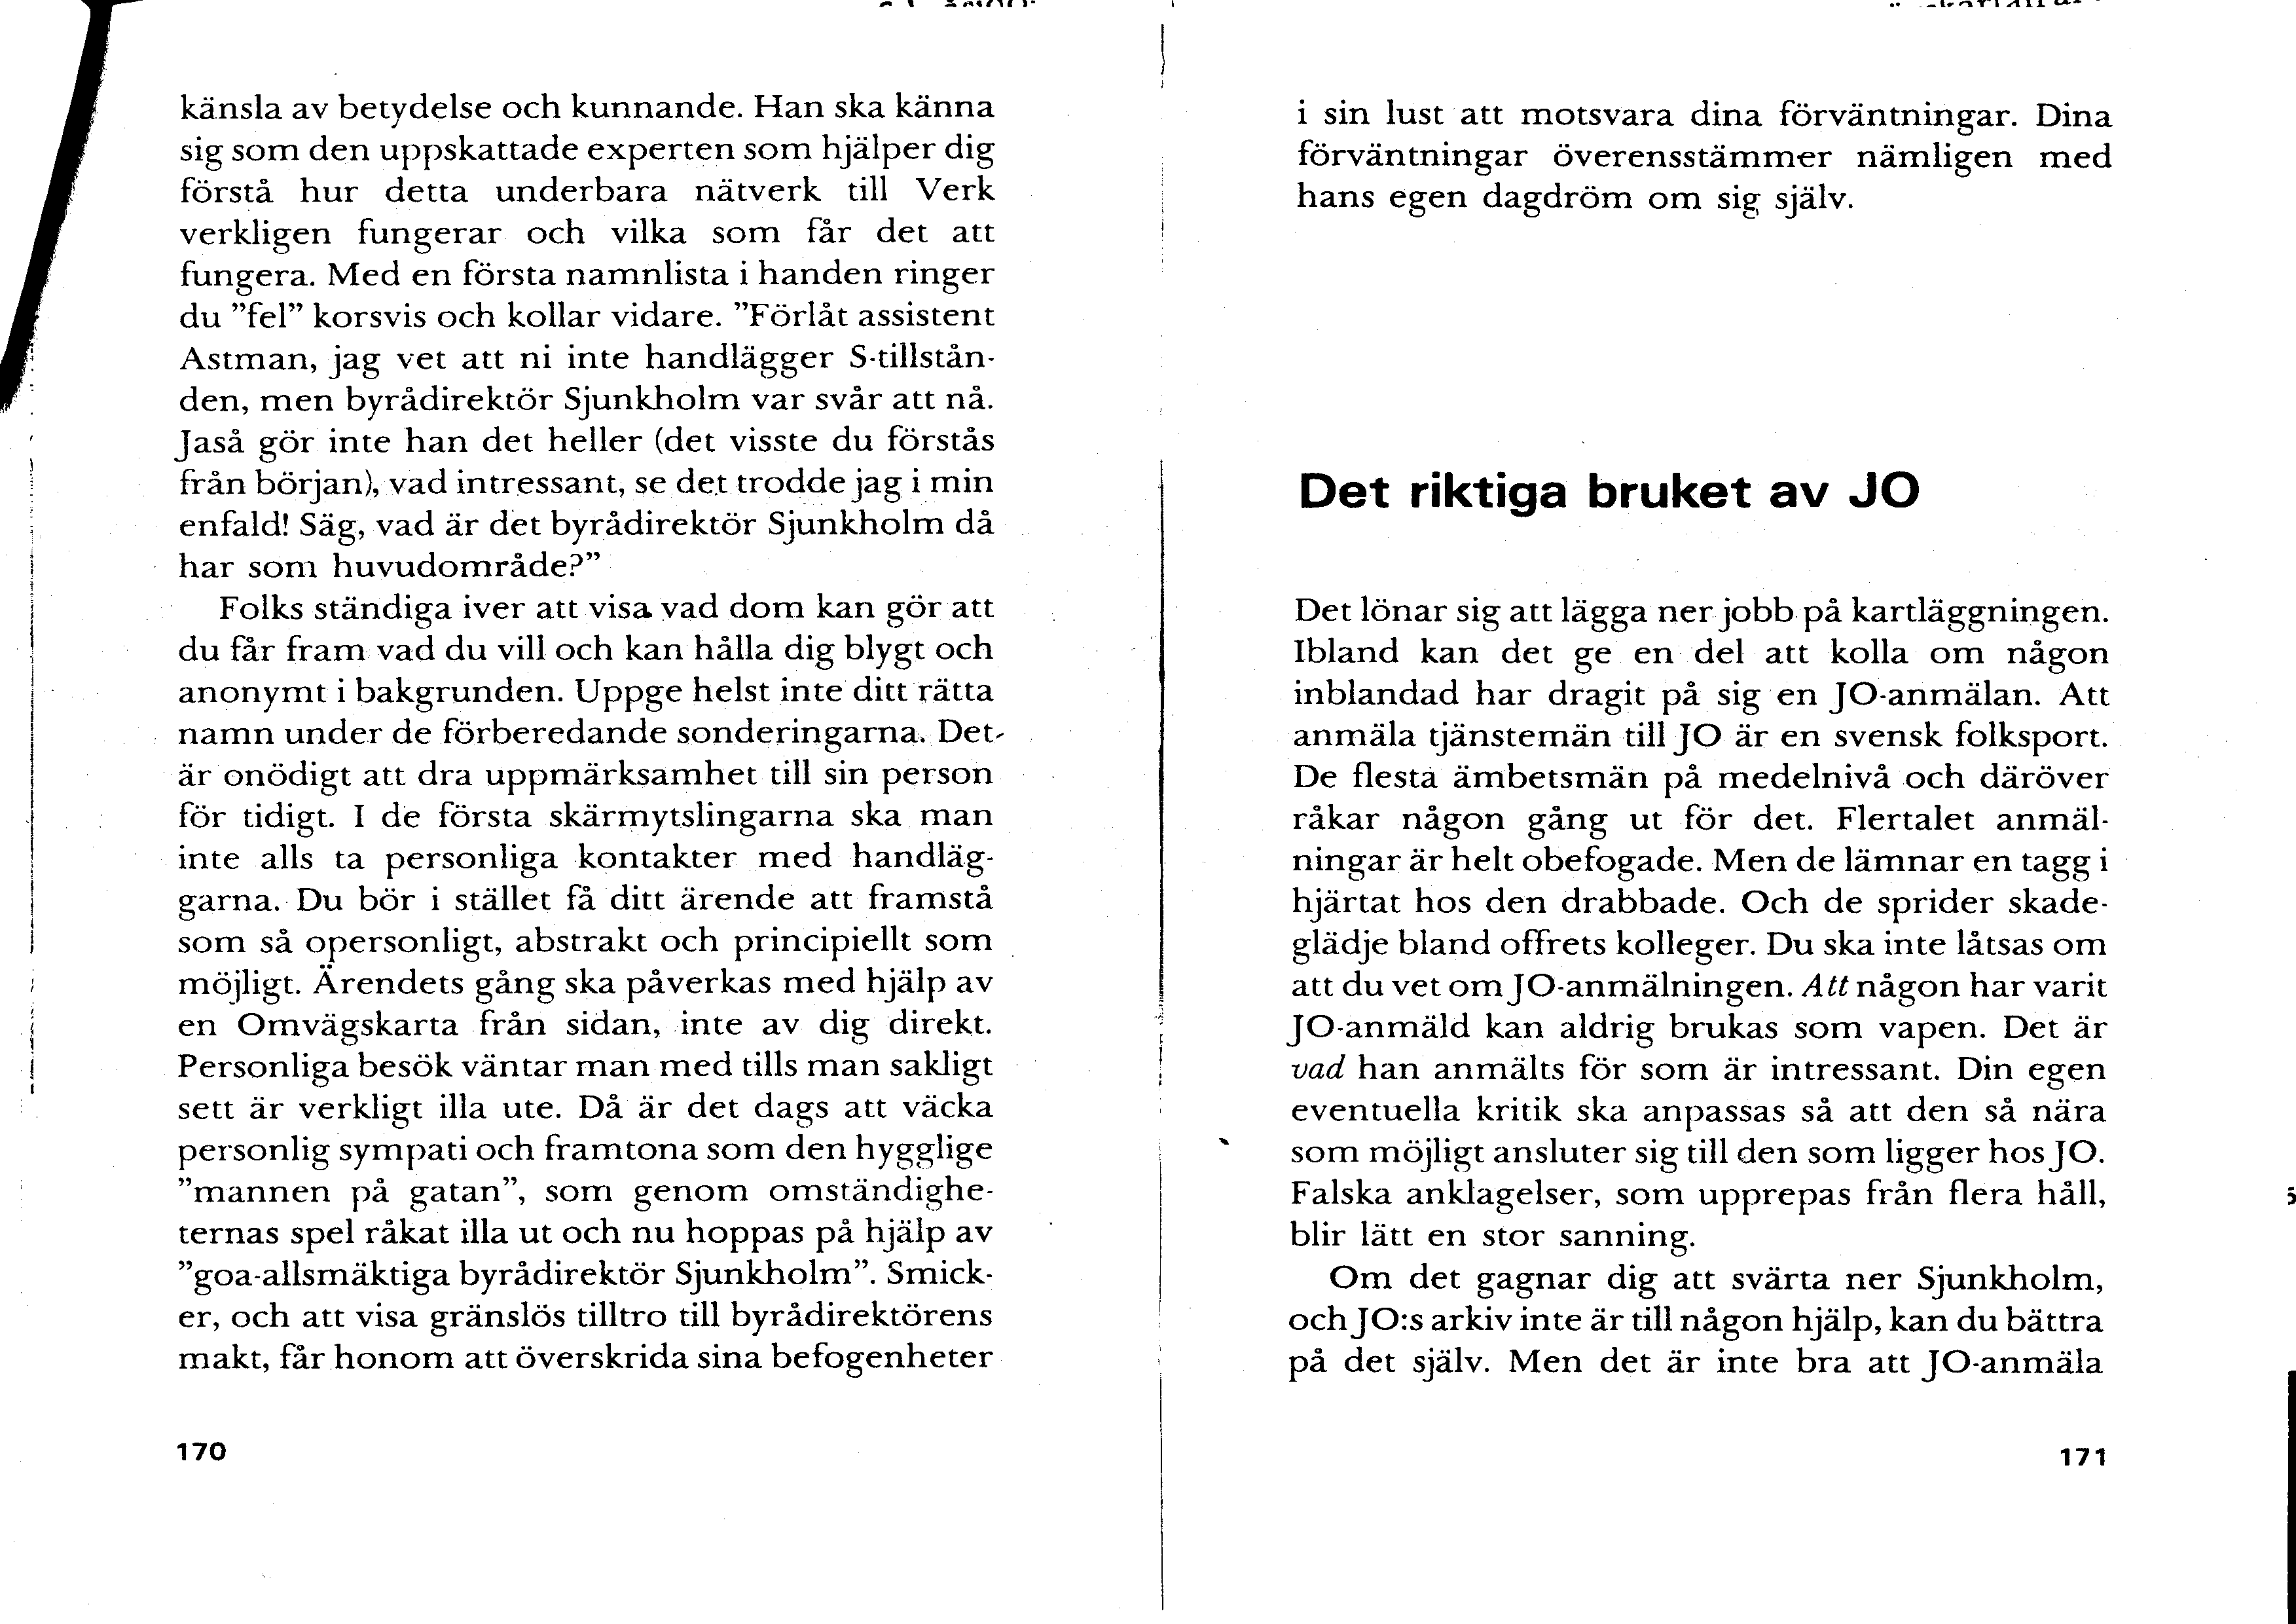 känsla av betydelse och kunnande. Han ska känna
sig som den uppskattade experten som hjälper dig
förstå hur detta underbara nätverk till Verk
verkligen fungerar och vilka som får det att
fungera. Med en första namnlista i handen ringer
du ”fel” korsvis och kollar vidare. ”Förlåt assistent
Astman, jag vet att ni inte handlägger S-tillstån-
den, men byrådirektör Sjunkholm var svår att nå.
Jaså gör inte han det heller (det visste du förstås
från början), vad intressant, se det trodde jag i min
enfald! Säg, vad är det byrådirektör Sjunkholm då
har som huvudområde?”
Folks ständiga iver att visa vad dom kan gör att
du får fram vad du vill och kan hålla dig blygt och
anonymt i bakgrunden. Uppge helst inte ditt rätta
namn under de förberedande sonderingarna. Det
är onödigt att dra uppmärksamhet till sin person
för tidigt. I de första skärmytslingarna ska man
inte alls ta personliga kontakter med handläg-
garna. Du bör i stället få ditt ärende att framstå
som så opersonligt, abstrakt och principiellt som
möjligt. Ärendets gång ska påverkas med hjälp av
en Omvägskarta från sidan, inte av dig direkt.
Personliga besök väntar man med tills man sakligt
sett är verkligt illa ute. Då är det dags att väcka
personlig sympati och framtona som den hygglige
”mannen på gatan”, som genom omständighe-
ternas spel råkat illa ut och nu hoppas på hjälp av
”goa-allsmäktiga byrådirektör Sjunkholm”. Smick-
er, och att visa gränslös tilltro till byrådirektörens
makt, får honom att överskrida sina befogenheter
170
i sin lust att motsvara dina förväntningar. Dina
förväntningar överensstämmer nämligen med
hans egen dagdröm om sig själv.
Det riktiga bruket av JO
Det lönar sig att lägga ner jobb på kartläggningen.
Ibland kan det ge en del att kolla om någon
inblandad har dragit på sig en JO-anmälan. Att
anmäla tjänstemän till JO är en svensk folksport.
De flesta ämbetsmän på medelnivå och däröver
råkar någon gång ut för det. Flertalet anmäl-
ningar är helt obefogade. Men de lämnar en tagg i
hjärtat hos den drabbade. Och de sprider skade-
glädje bland offrets kolleger. Du ska inte låtsas om
att du vet om JO-anmälningen. Att någon har varit
JO-anmäld kan aldrig brukas som vapen. Det är
vad han anmälts för som är intressant. Din egen
eventuella kritik ska anpassas så att den så nära
som möjligt ansluter sig till den som ligger hos JO.
Falska anklagelser, som upprepas från flera håll,
blir lätt en stor sanning.
Om det gagnar dig att svärta ner Sjunkholm,
och JO:s arkiv inte är till någon hjälp, kan du bättra
på det själv. Men det är inte bra att JO-anmäla
171